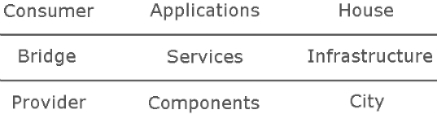 Consumer Applications House
Bridge Services Infrastructure
Provider Components City